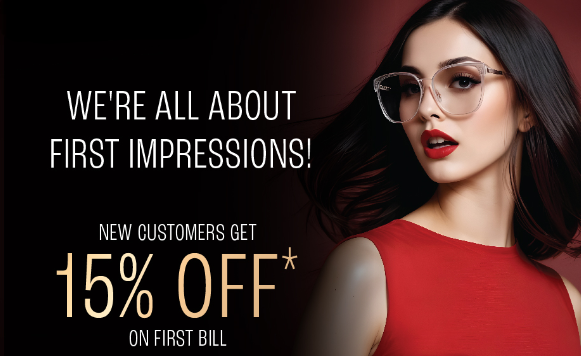 WE'RE ALL ABOUT
FIRST IMPRESSIONS!
NEW CUSTOMERS GET
15% OFF*
ON FIRST BILL